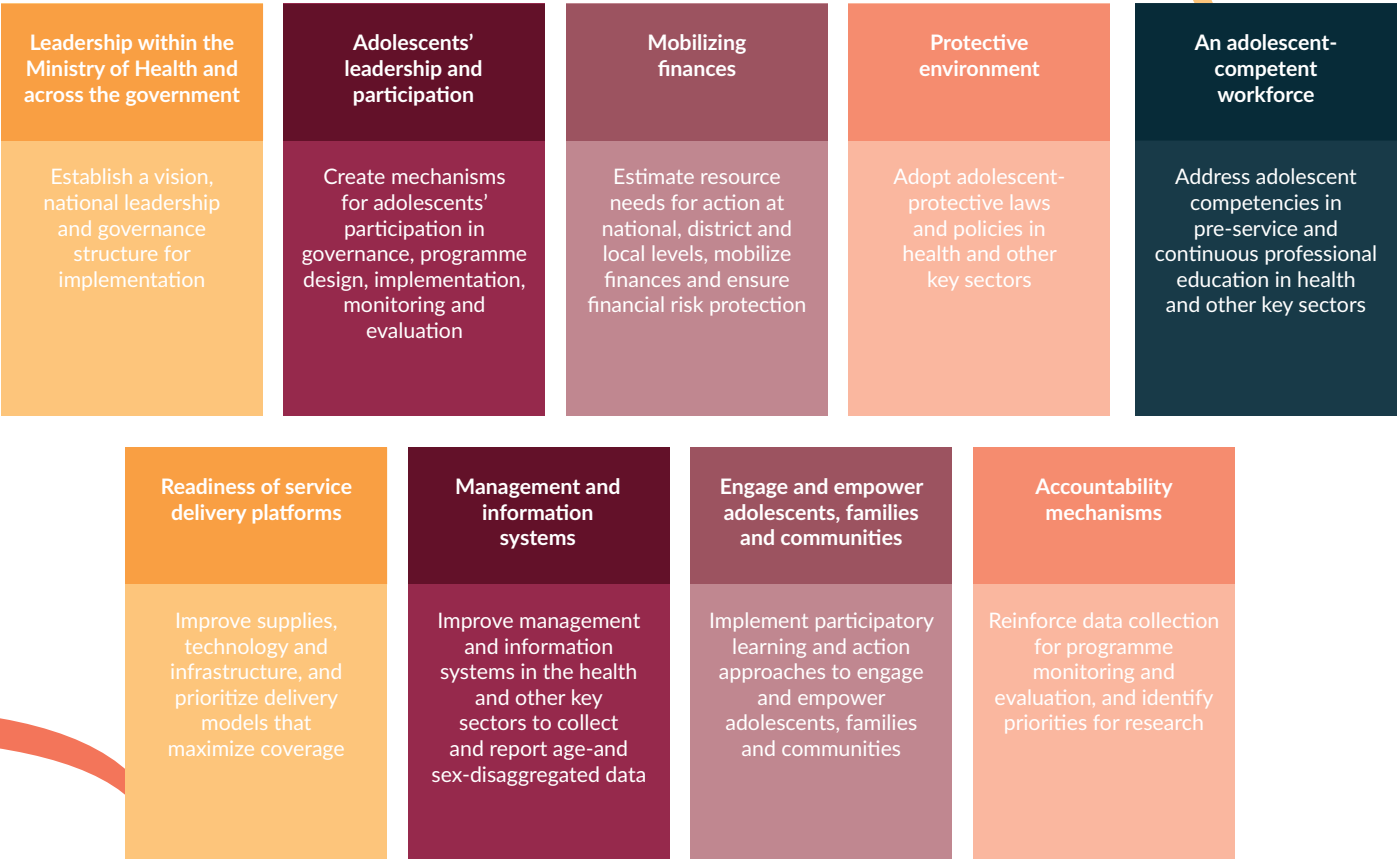 Leadership within the
Ministry of Health and
across the government
Establish a vision,
national leadership
and governance
structure for
implementation
Adolescents’
leadership and
participation
Create mechanisms
for adolescents’
participation in
governance, programme
design, implementation,
monitoring and
evaluation
Mobilizing
finances
Estimate resource
needs for action at
national, district and
local levels, mobilize
finances and ensure
financial risk protection
Protective
environment
Adopt adolescent-
protective laws
and policies in
health and other
key sectors
An adolescent-
competent
workforce
Address adolescent
competencies in
pre-service and
continuous professional
education in health
and other key sectors
Readiness of service
delivery platforms
Improve supplies,
technology and
infrastructure, and
prioritize delivery
models that
maximize coverage
Management and
information
systems
Improve management
and information
systems in the health
and other key
sectors to collect
and report age-and
sex-disaggregated data
Engage and empower
adolescents, families
and communities
Implement participatory
learning and action
approaches to engage
and empower
adolescents, families
and communities
Accountability
mechanisms
Reinforce data collection
for programme
monitoring and
evaluation, and identify
priorities for research